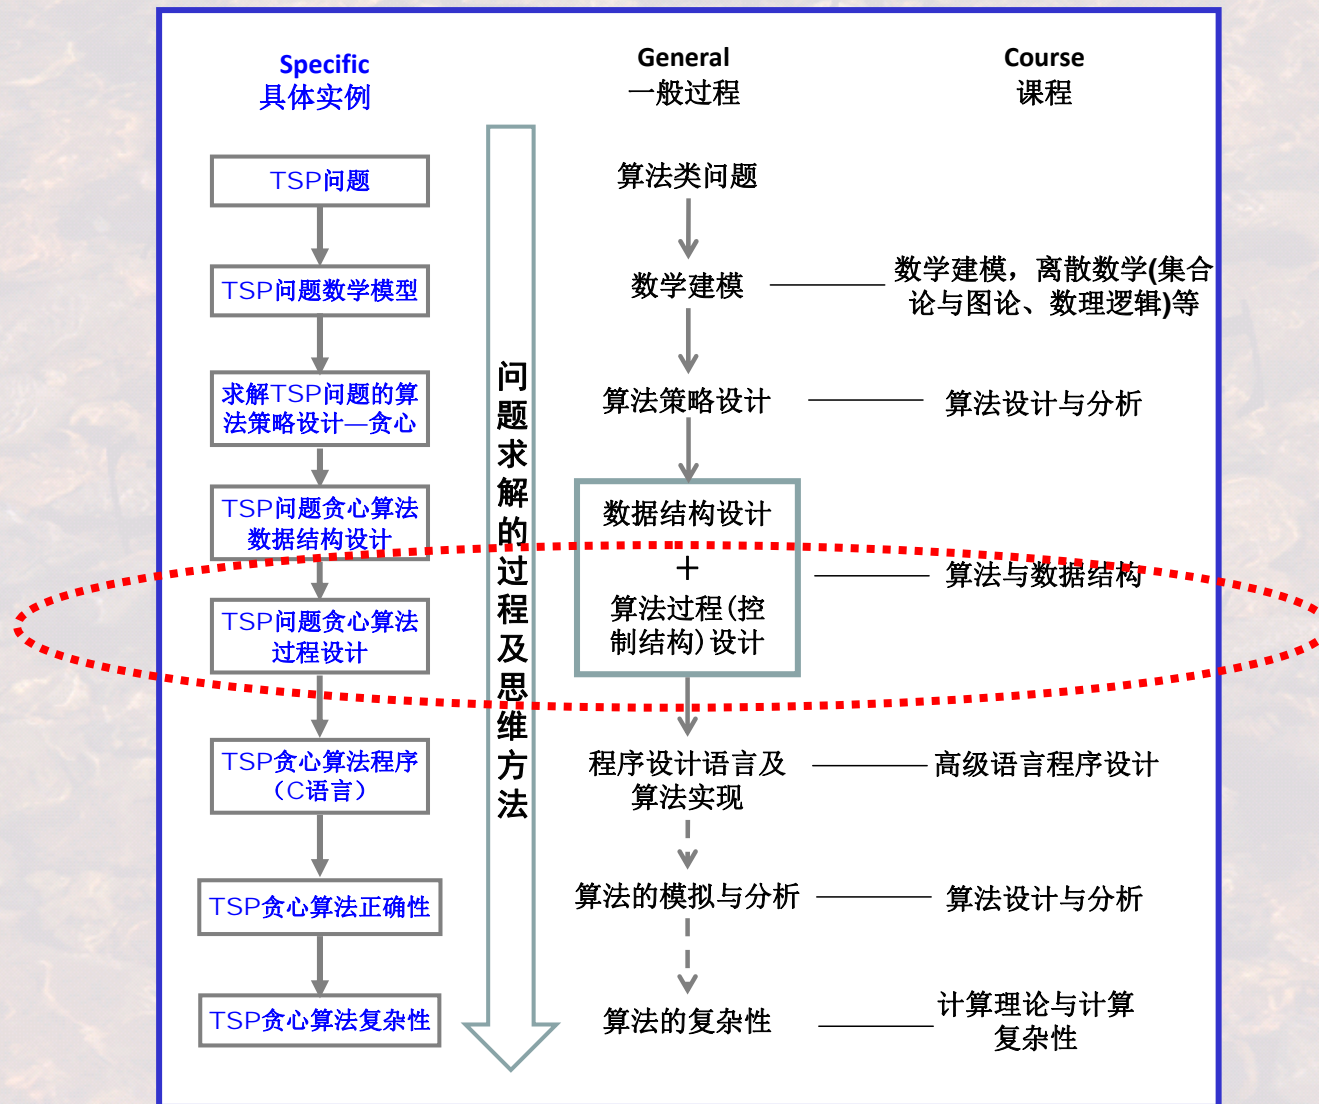 Specific
具体实例
General
一般过程
Course
课程
TSP问题
TSP问题数学模型
求解TSP问题的算
法策略设计—贪心
TSP问题贪心算法
数据结构设计
TSP问题贪心算法
过程设计
TSP贪心算法程序
（C语言）
TSP贪心算法正确性
TSP贪心算法复杂性
问题求解的过程及思维方法
算法类问题
数学建模
算法策略设计
数据结构设计
＋
算法过程(控
制结构)设计
程序设计语言及
算法实现
算法的模拟与分析
算法的复杂性
数学建模，离散数学(集合
论与图论、数理逻辑)等
算法设计与分析
算法与数据结构
高级语言程序设计
算法设计与分析
计算理论与计算
复杂性